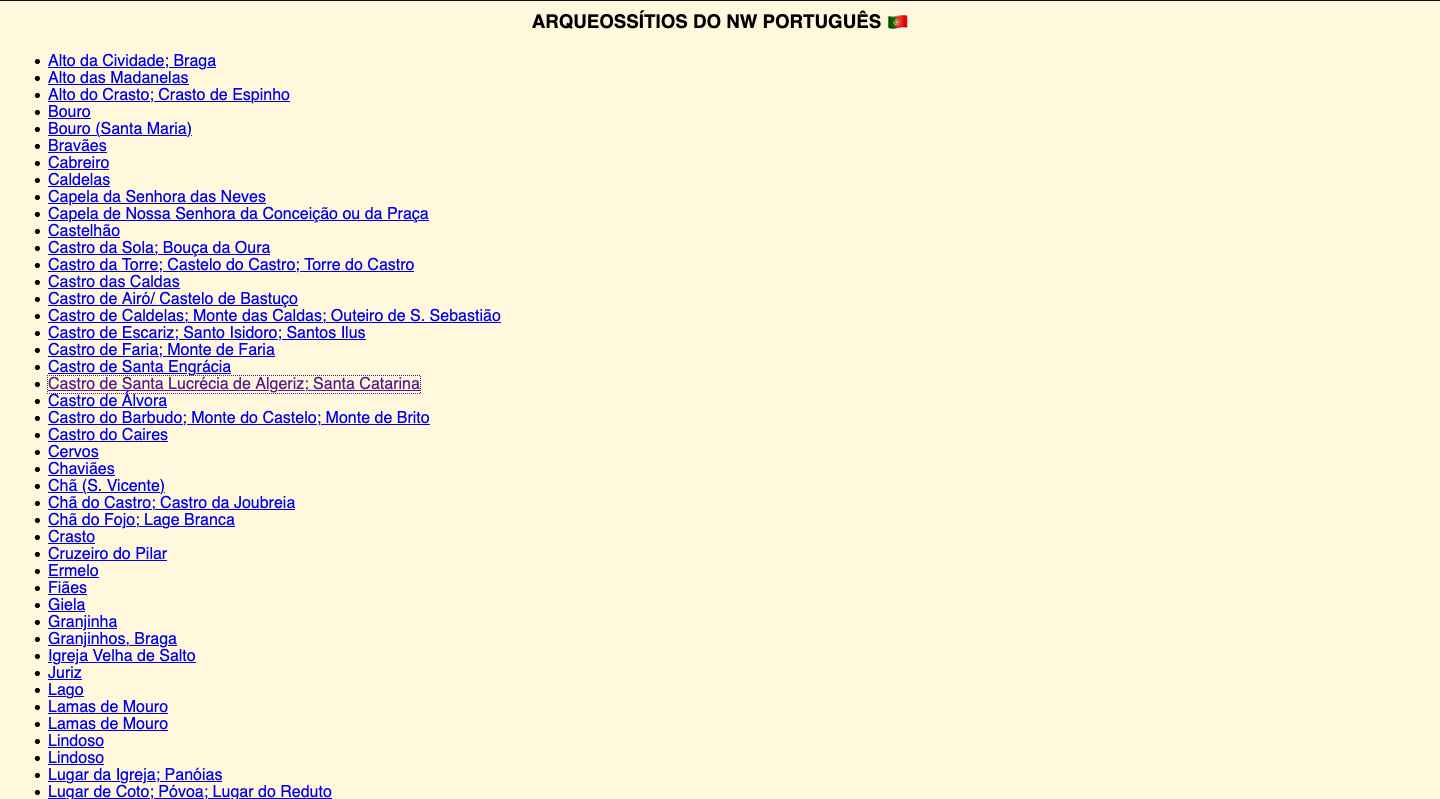 ARQUEOSSÍTIOS DO NW PORTUGUÊS 🇵🇹
Alto da Cividade; Braga
Alto das Madanelas
Alto do Crasto; Crasto de Espinho
Bouro
Bouro (Santa Maria)
Bravães
Cabreiro
Caldelas
Capela da Senhora das Neves
Capela de Nossa Senhora da Conceição ou da Praça
Castelhão
Castro da Sola; Bouça da Oura
Castro da Torre; Castelo do Castro; Torre do Castro
Castro das Caldas
Castro de Airó/ Castelo de Bastuço
Castro de Caldelas; Monte das Caldas; Outeiro de S. Sebastião
Castro de Escariz; Santo Isidoro; Santos Ilus
Castro de Faria; Monte de Faria
Castro de Santa Engrácia
Castro de Santa Lucrécia de Algeriz; Santa Catarina
Castro de Álvora
Castro do Barbudo; Monte do Castelo; Monte de Brito
Castro do Caires
Cervos
Chaviães
Chã (S. Vicente)
Chã do Castro; Castro da Joubreia
Chã do Fojo; Lage Branca
Crasto
Cruzeiro do Pilar
Ermelo
Fiães
Giela
Granjinha
Granjinhos, Braga
Igreja Velha de Salto
Juriz
Lago
Lamas de Mouro
Lamas de Mouro
Lindoso
Lindoso
Lugar da Igreja; Panóias
Lugar de Coto; Póvoa; Lugar do Reduto